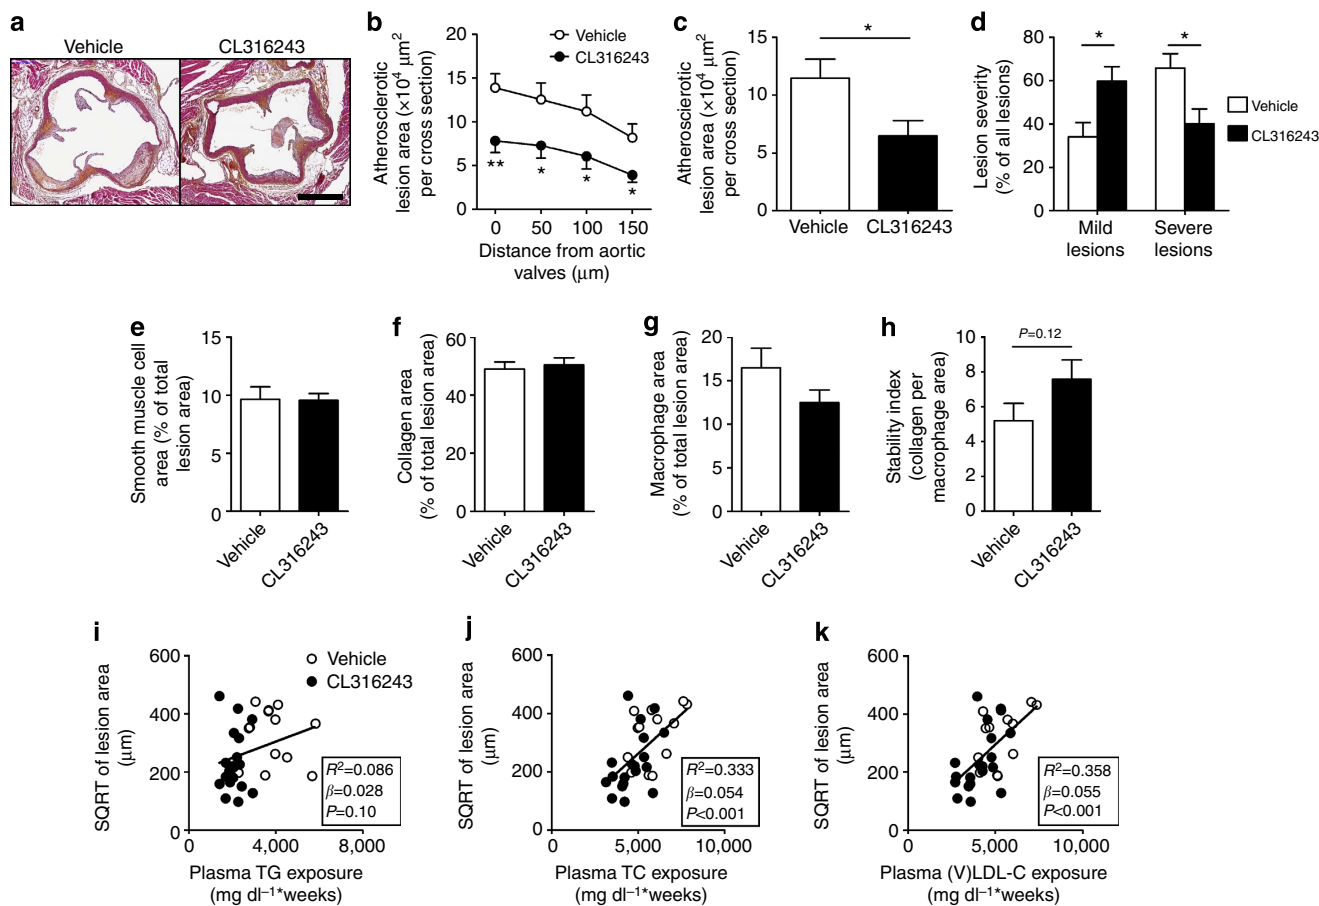 a
Vehicle
CL316243
b
Atherosclerotic
lesion area (×10⁴ μm²
per cross section)
20
15
10
5
0
Vehicle
CL316243
**
*
*
*
0
50
100
150
Distance from aortic
valves (μm)
c
Atherosclerotic
lesion area (×10⁴ μm²
per cross section)
15
10
5
0
*
Vehicle
CL316243
d
Lesion severity
(% of all lesions)
80
60
40
20
0
*
*
Mild
lesions
Severe
lesions
Vehicle
CL316243
e
Smooth muscle cell
area (% of total
lesion area)
15
10
5
0
Vehicle
CL316243
f
Collagen area
(% of total lesion area)
60
40
20
0
Vehicle
CL316243
g
Macrophage area
(% of total lesion area)
20
15
10
5
0
Vehicle
CL316243
h
Stability index
(collagen per
macrophage area)
10
8
6
4
2
0
P=0.12
Vehicle
CL316243
i
SQRT of lesion area
(μm)
600
400
200
0
Vehicle
CL316243
R²=0.086
β=0.028
P=0.10
0
4,000
8,000
Plasma TG exposure
(mg dl⁻¹*weeks)
j
SQRT of lesion area
(μm)
600
400
200
0
R²=0.333
β=0.054
P<0.001
0
5,000
10,000
Plasma TC exposure
(mg dl⁻¹*weeks)
k
SQRT of lesion area
(μm)
600
400
200
0
R²=0.358
β=0.055
P<0.001
0
5,000
10,000
Plasma (V)LDL-C exposure
(mg dl⁻¹*weeks)